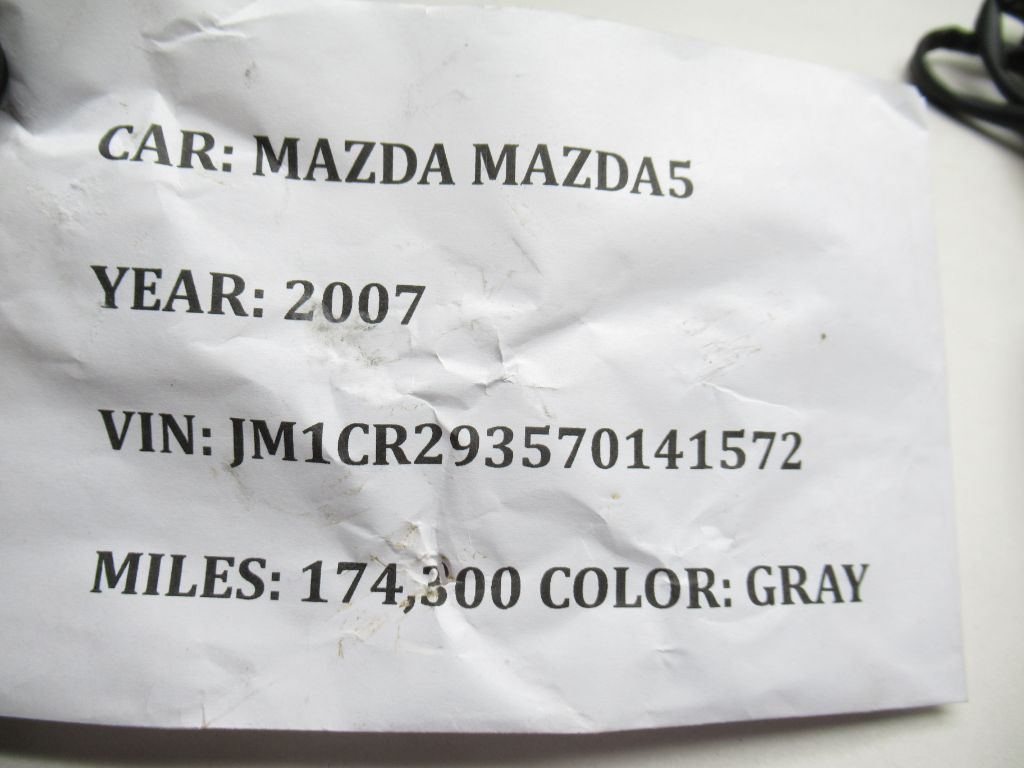 CAR: MAZDA MAZDA5
YEAR: 2007
VIN: JM1CR293570141572
MILES: 174,300 COLOR: GRAY